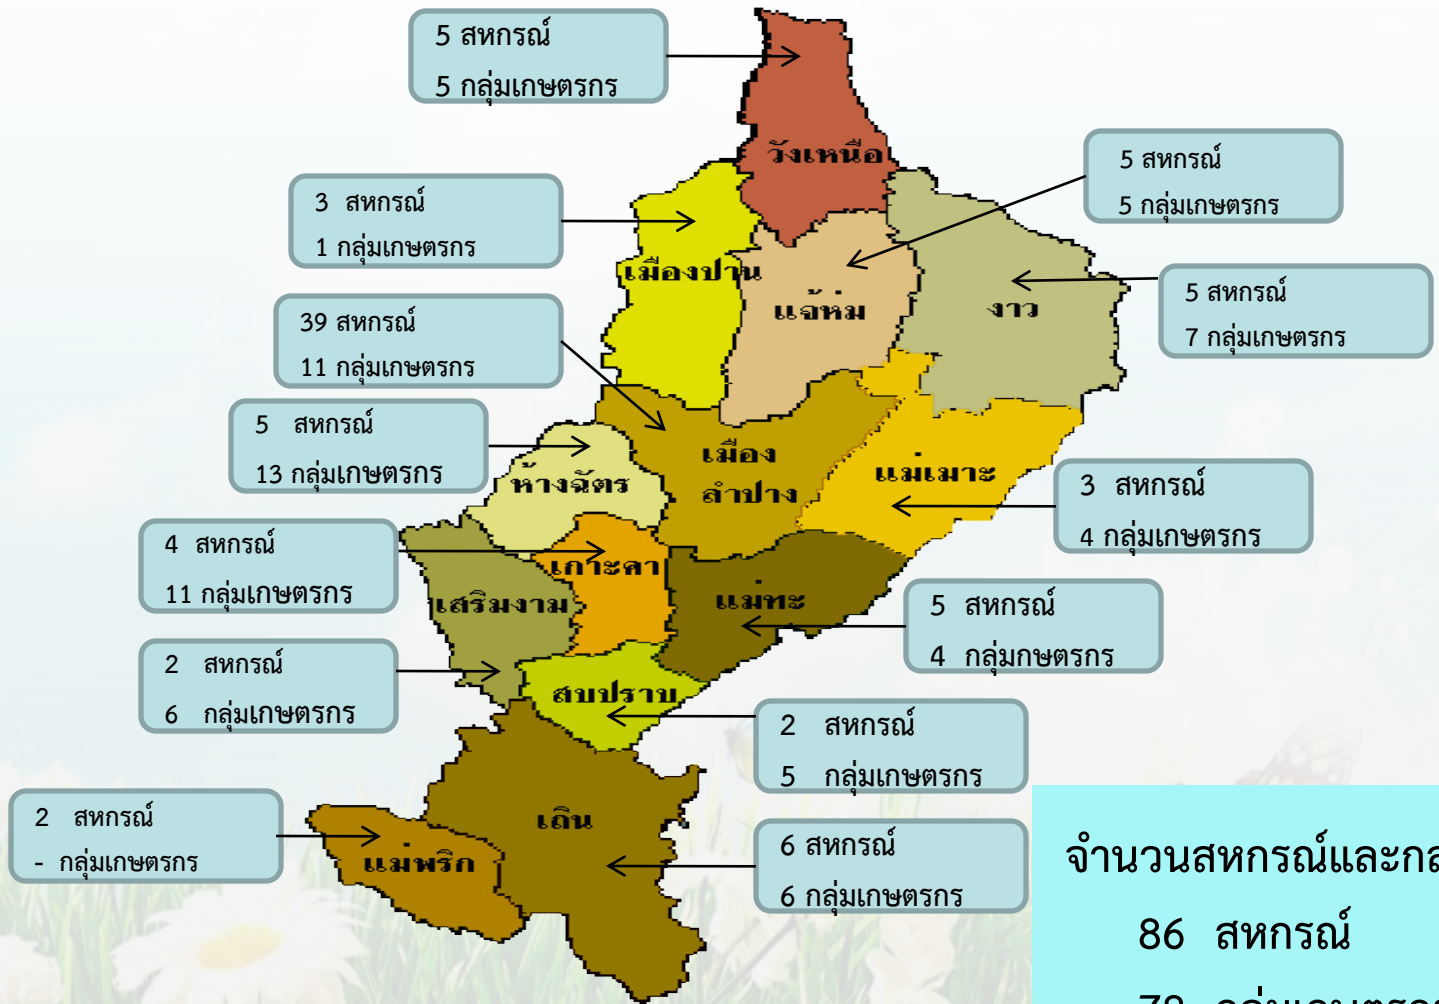 5 สหกรณ์
5 กลุ่มเกษตรกร
วังเหนือ
5 สหกรณ์
5 กลุ่มเกษตรกร
3 สหกรณ์
1 กลุ่มเกษตรกร
เมืองปาน
แจ้ห่ม
งาว
5 สหกรณ์
7 กลุ่มเกษตรกร
39 สหกรณ์
11 กลุ่มเกษตรกร
5 สหกรณ์
13 กลุ่มเกษตรกร
ห้างฉัตร
เมือง
ลำปาง
แม่เมาะ
3 สหกรณ์
4 กลุ่มเกษตรกร
4 สหกรณ์
11 กลุ่มเกษตรกร
เกาะคา
เสริมงาม
แม่ทะ
5 สหกรณ์
4 กลุ่มกษตรกร
2 สหกรณ์
6 กลุ่มเกษตรกร
สบปราบ
2 สหกรณ์
5 กลุ่มเกษตรกร
2 สหกรณ์
- กลุ่มเกษตรกร
แม่พริก
เถิน
6 สหกรณ์
6 กลุ่มเกษตรกร
จำนวนสหกรณ์และกล
86 สหกรณ์